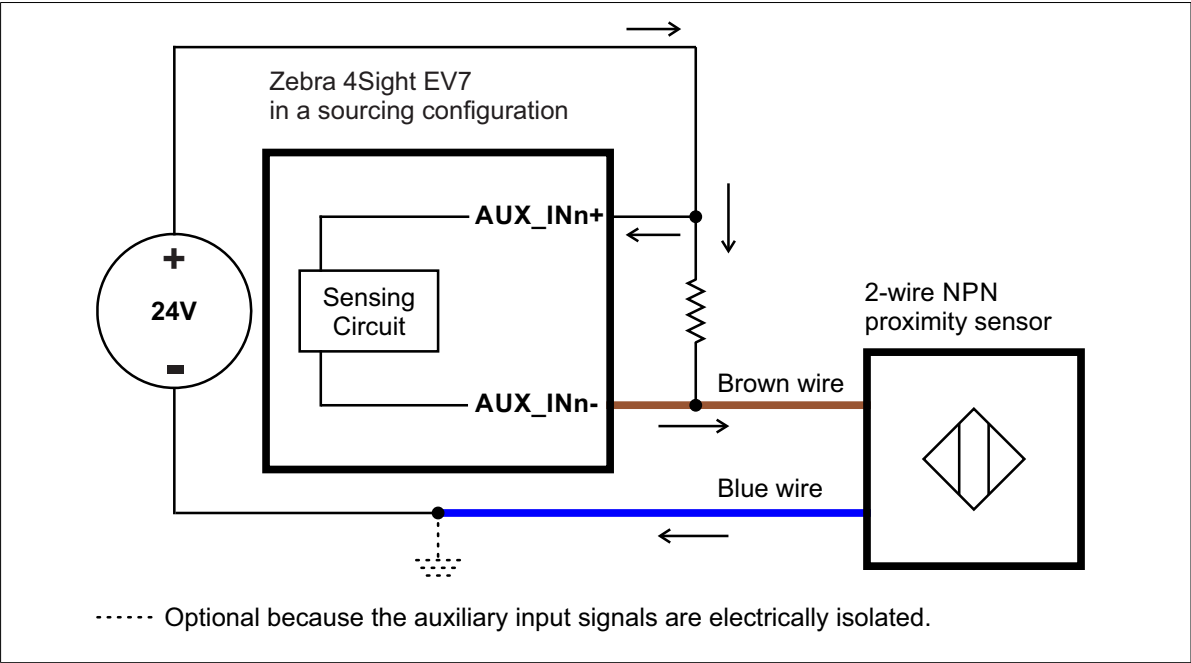 Zebra 4Sight EV7
in a sourcing configuration
AUX_INn+
+
24V
-
Sensing
Circuit
2-wire NPN
proximity sensor
AUX_INn-
Brown wire
Blue wire
Optional because the auxiliary input signals are electrically isolated.